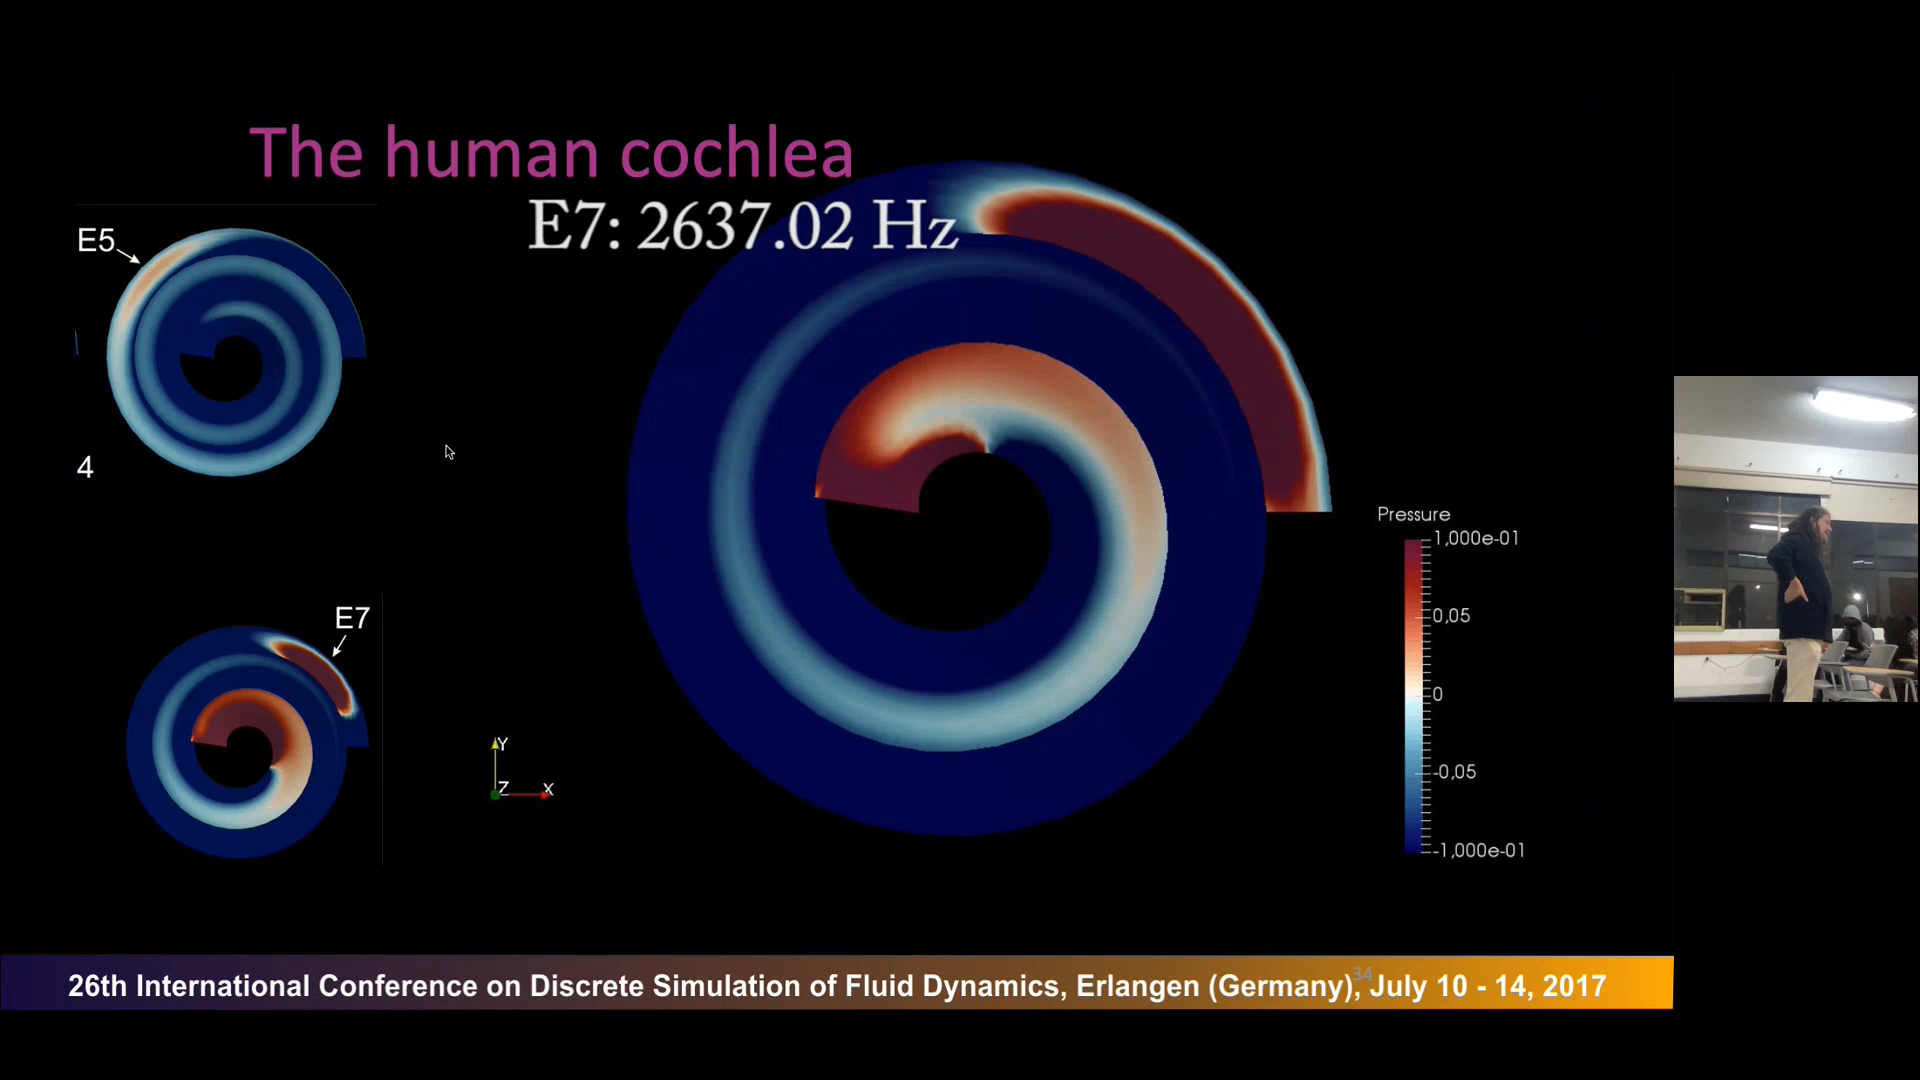 The human cochlea
E7: 2637.02 Hz
E5
4
E7
Y
Z
X
Pressure
1,000e-01
0,05
0
-0,05
-1,000e-01
34
26th International Conference on Discrete Simulation of Fluid Dynamics, Erlangen (Germany), July 10 - 14, 2017